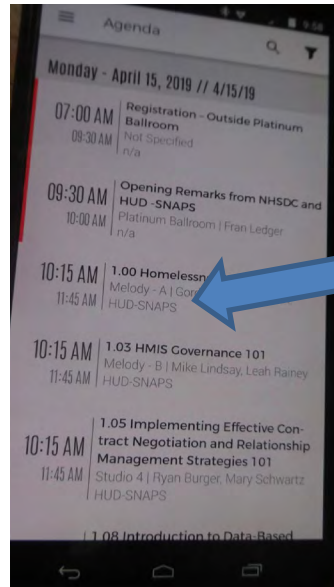 9:56
Agenda
Monday - April 15, 2019 // 4/15/19
07:00 AM
09:30 AM
Registration - Outside Platinum
Ballroom
Not Specified
n/a
09:30 AM
10:00 AM
Opening Remarks from NHSDC and
HUD -SNAPS
Platinum Ballroom | Fran Ledger
n/a
10:15 AM
11:45 AM
1.00
Melody - A |
HUD-SNAPS
10:15 AM
11:45 AM
1.03 HMIS Governance 101
Melody - B | Mike Lindsay, Leah Rainey
HUD-SNAPS
10:15 AM
11:45 AM
1.05 Implementing Effective Con-
tract Negotiation and Relationship
Management Strategies 101
Studio 4 | Ryan Burger, Mary Schwartz
HUD-SNAPS
1.08 Introduction to Data-Based